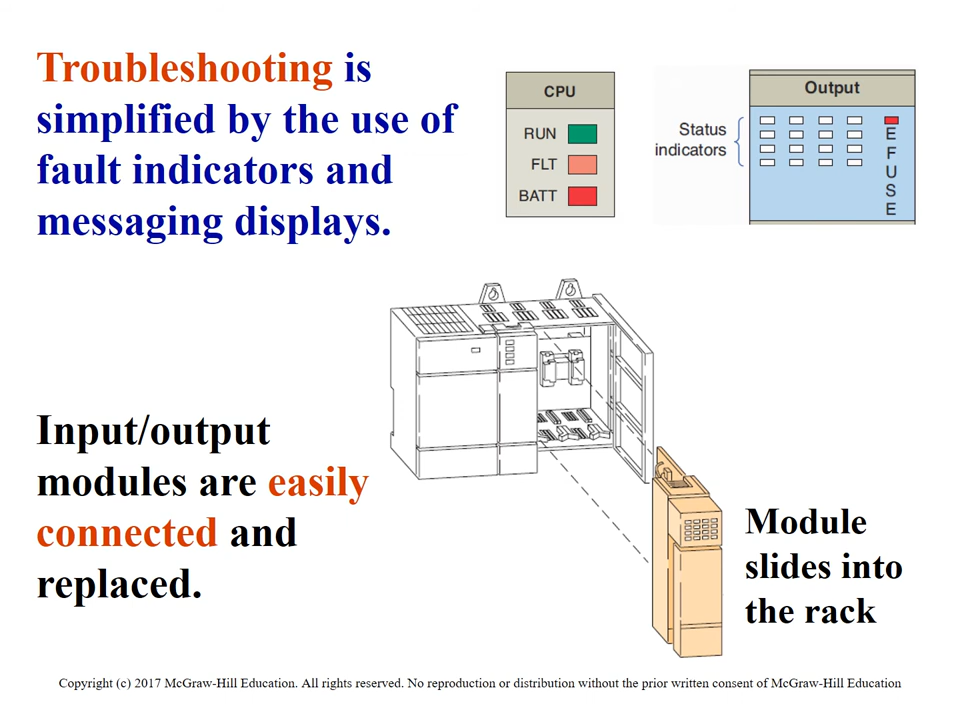 Troubleshooting is
simplified by the use of
fault indicators and
messaging displays.
CPU
RUN
FLT
BATT
Output
Status
indicators
E
F
U
S
E
Input/output
modules are easily
connected and
replaced.
Module
slides into
the rack
Copyright (c) 2017 McGraw-Hill Education. All rights reserved. No reproduction or distribution without the prior written consent of McGraw-Hill Education